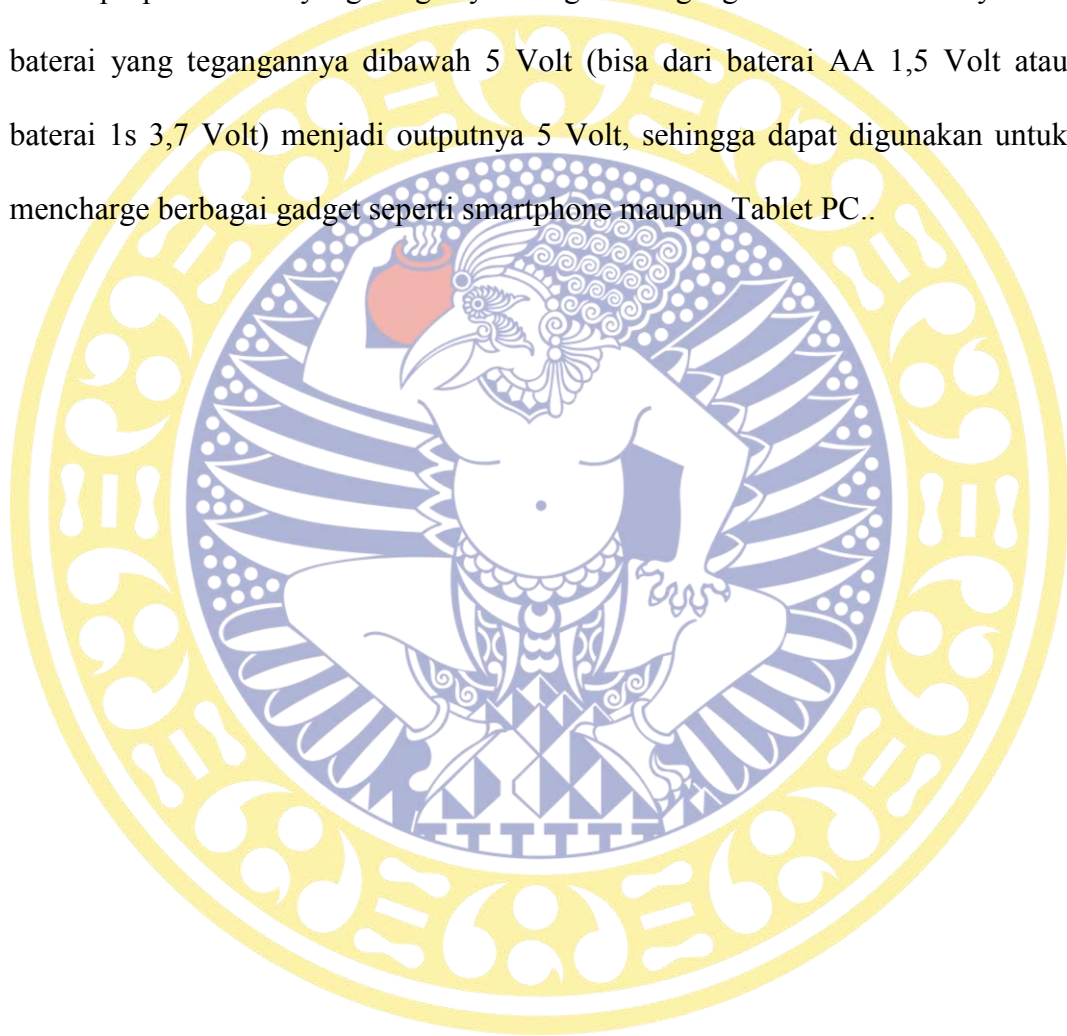 baterai yang tegangannya dibawah 5 Volt (bisa dari baterai AA 1,5 Volt atau
baterai 1s 3,7 Volt) menjadi outputnya 5 Volt, sehingga dapat digunakan untuk
mencharge berbagai gadget seperti smartphone maupun Tablet PC..